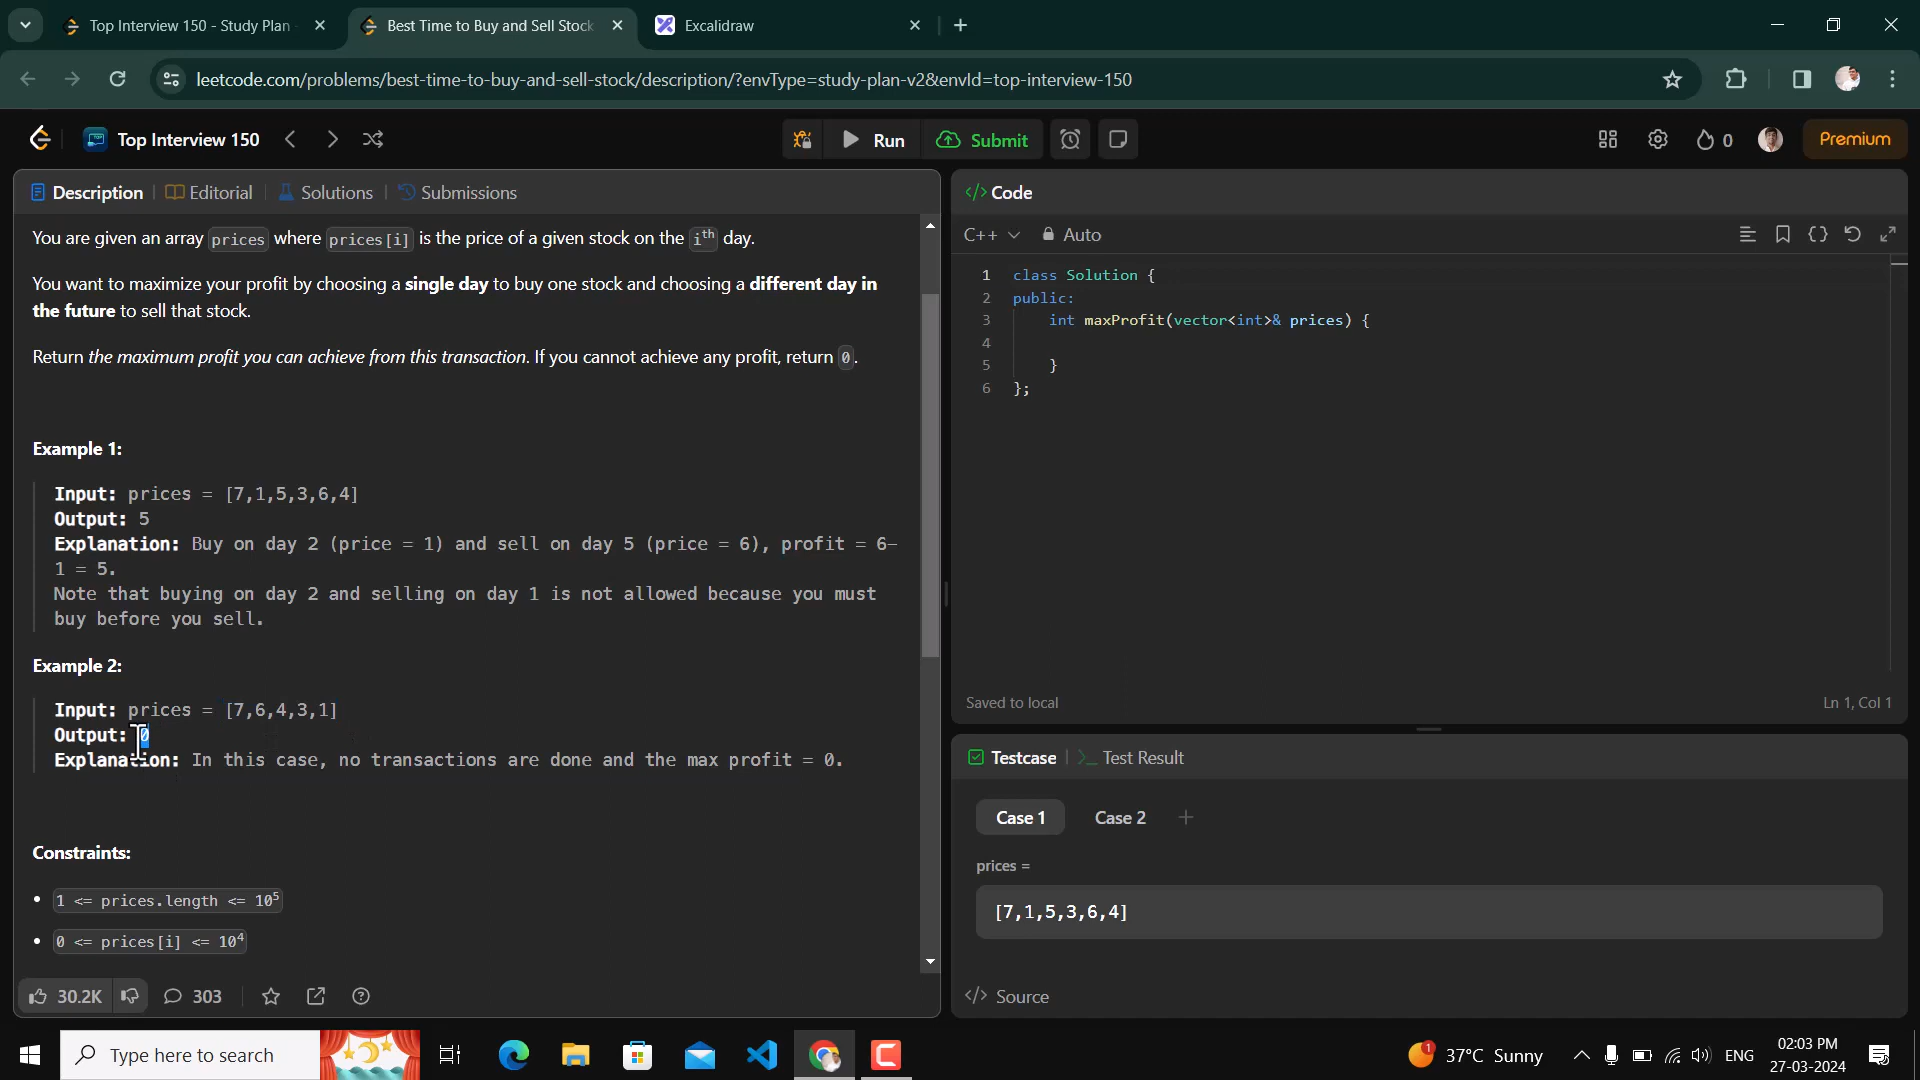 Top Interview 150 - Study Plan -
Best Time to Buy and Sell Stock
Excalidraw
leetcode.com/problems/best-time-to-buy-and-sell-stock/description/?envType=study-plan-v2&envId=top-interview-150
Top Interview 150
Run
Submit
0
Premium
Description
Editorial
Solutions
Submissions
You are given an array prices where prices[i] is the price of a given stock on the ith day.
You want to maximize your profit by choosing a single day to buy one stock and choosing a different day in
the future to sell that stock.
Return the maximum profit you can achieve from this transaction. If you cannot achieve any profit, return 0.
Example 1:
Input: prices = [7,1,5,3,6,4]
Output: 5
Explanation: Buy on day 2 (price = 1) and sell on day 5 (price = 6), profit = 6-
1 = 5.
Note that buying on day 2 and selling on day 1 is not allowed because you must
buy before you sell.
Example 2:
Input: prices = [7,6,4,3,1]
Output: 0
Explanation: In this case, no transactions are done and the max profit = 0.
Constraints:
• 1 <= prices.length <= 10^5
• 0 <= prices[i] <= 10^4
30.2K
303
</> Code
C++
Auto
1 class Solution {
2 public:
3 int maxProfit(vector<int>& prices) {
4
5 }
6 };
Saved to local
Ln 1, Col 1
Testcase
>_ Test Result
Case 1
Case 2
+
prices =
[7,1,5,3,6,4]
</> Source
Type here to search
1
37°C Sunny
ENG
02:03 PM
27-03-2024